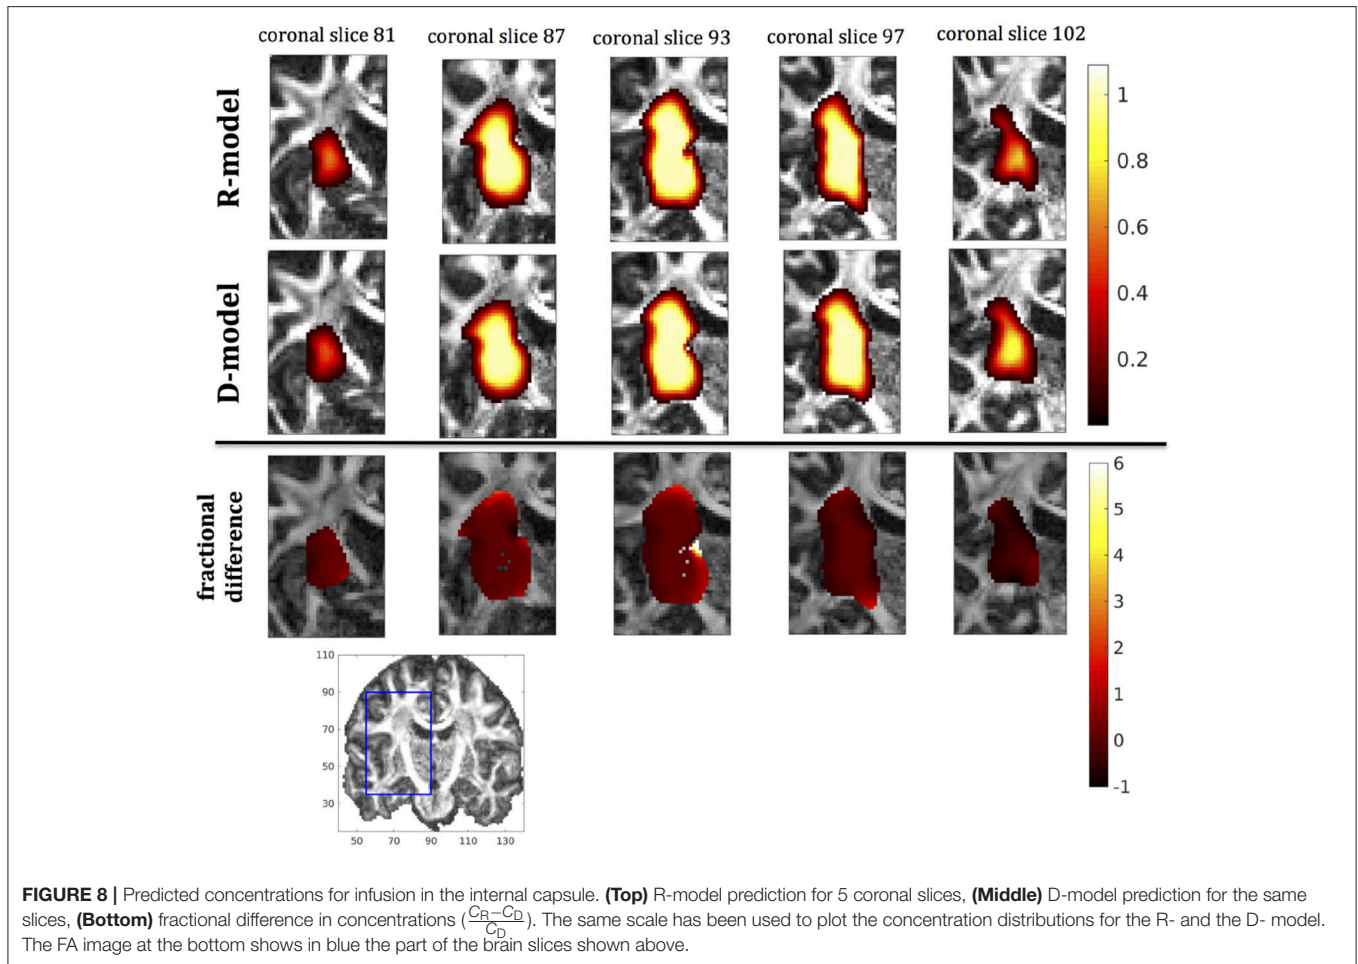 coronal slice 81 coronal slice 87 coronal slice 93 coronal slice 97 coronal slice 102
R-model
1
0.8
0.6
0.4
0.2
D-model
fractional
difference
6
5
4
3
2
1
0
-1
110
90
70
50
30
50 70 90 110 130
FIGURE 8 | Predicted concentrations for infusion in the internal capsule. (Top) R-model prediction for 5 coronal slices, (Middle) D-model prediction for the same
slices, (Bottom) fractional difference in concentrations (\frac{C_R-C_D}{C_D}). The same scale has been used to plot the concentration distributions for the R- and the D- model.
The FA image at the bottom shows in blue the part of the brain slices shown above.